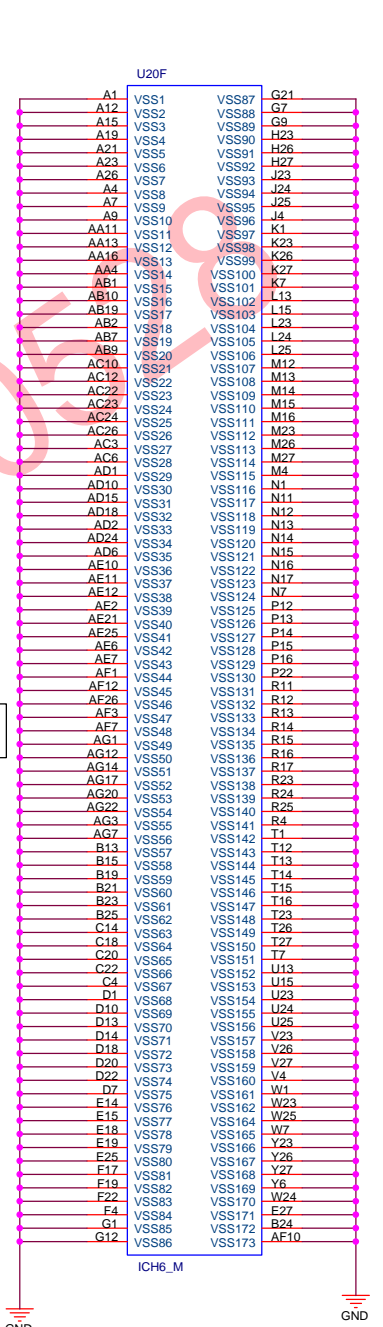 U20F
A1 VSS1 VSS87 G21
A12 VSS2 VSS88 G7
A15 VSS3 VSS89 G9
A19 VSS4 VSS90 H23
A21 VSS5 VSS91 H26
A23 VSS6 VSS92 H27
A26 VSS7 VSS93 J23
A4 VSS8 VSS94 J24
A7 VSS9 VSS95 J25
A9 VSS10 VSS96 J4
AA11 VSS11 VSS97 K1
AA13 VSS12 VSS98 K23
AA16 VSS13 VSS99 K26
AA4 VSS14 VSS100 K27
AB1 VSS15 VSS101 K7
AB10 VSS16 VSS102 L13
AB19 VSS17 VSS103 L15
AB2 VSS18 VSS104 L23
AB7 VSS19 VSS105 L24
AB9 VSS20 VSS106 L25
AC10 VSS21 VSS107 M12
AC12 VSS22 VSS108 M13
AC22 VSS23 VSS109 M14
AC23 VSS24 VSS110 M15
AC24 VSS25 VSS111 M16
AC26 VSS26 VSS112 M23
AC3 VSS27 VSS113 M26
AC6 VSS28 VSS114 M27
AD1 VSS29 VSS115 M4
AD10 VSS30 VSS116 N1
AD15 VSS31 VSS117 N11
AD18 VSS32 VSS118 N12
AD2 VSS33 VSS119 N13
AD24 VSS34 VSS120 N14
AD6 VSS35 VSS121 N15
AE10 VSS36 VSS122 N16
AE11 VSS37 VSS123 N17
AE12 VSS38 VSS124 N7
AE2 VSS39 VSS125 P12
AE21 VSS40 VSS126 P13
AE25 VSS41 VSS127 P14
AE6 VSS42 VSS128 P15
AE7 VSS43 VSS129 P16
AF1 VSS44 VSS130 P22
AF12 VSS45 VSS131 R11
AF26 VSS46 VSS132 R12
AF3 VSS47 VSS133 R13
AF7 VSS48 VSS134 R14
AG1 VSS49 VSS135 R15
AG12 VSS50 VSS136 R16
AG14 VSS51 VSS137 R17
AG17 VSS52 VSS138 R23
AG20 VSS53 VSS139 R24
AG22 VSS54 VSS140 R25
AG3 VSS55 VSS141 R4
AG7 VSS56 VSS142 T1
B13 VSS57 VSS143 T12
B15 VSS58 VSS144 T13
B19 VSS59 VSS145 T14
B21 VSS60 VSS146 T15
B23 VSS61 VSS147 T16
B25 VSS62 VSS148 T23
C14 VSS63 VSS149 T26
C18 VSS64 VSS150 T27
C20 VSS65 VSS151 T7
C22 VSS66 VSS152 U13
C4 VSS67 VSS153 U15
D1 VSS68 VSS154 U23
D10 VSS69 VSS155 U24
D13 VSS70 VSS156 U25
D14 VSS71 VSS157 V23
D18 VSS72 VSS158 V26
D20 VSS73 VSS159 V27
D22 VSS74 VSS160 V4
D7 VSS75 VSS161 W1
E14 VSS76 VSS162 W23
E15 VSS77 VSS164 W25
E18 VSS78 VSS165 W7
E19 VSS79 VSS166 Y23
E25 VSS80 VSS167 Y26
F17 VSS81 VSS168 Y27
F19 VSS82 VSS169 Y6
F22 VSS83 VSS170 W24
F4 VSS84 VSS171 E27
G1 VSS85 VSS172 B24
G12 VSS86 VSS173 AF10
ICH6_M
GND
GND